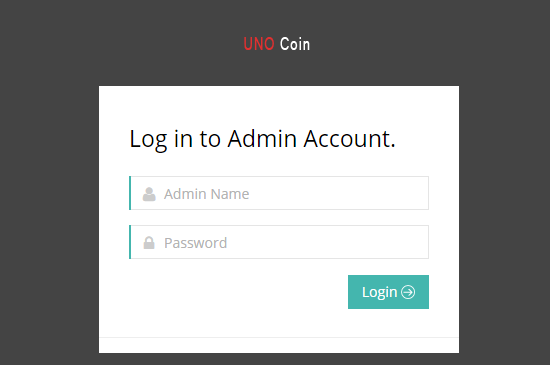 UNO Coin
Log in to Admin Account.
Admin Name
Password
Login